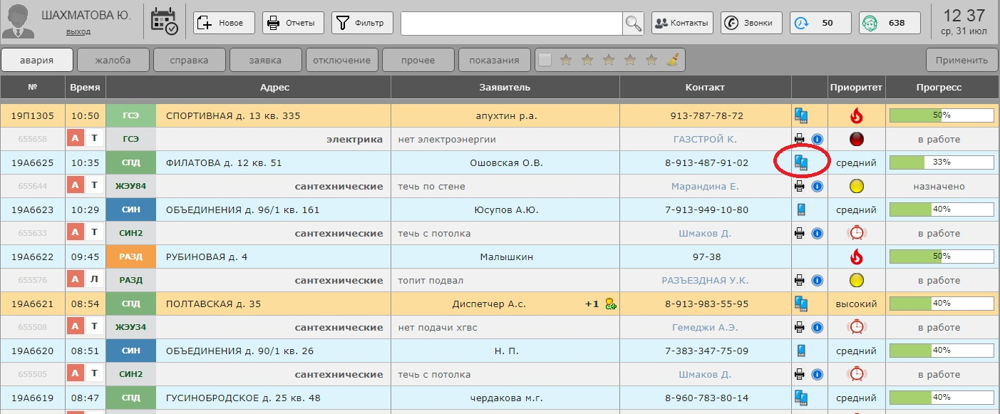 ШАХМАТОВА Ю.
выход
Новое Отчеты Фильтр Контакты Звонки 50 638
12 37
ср, 31 июл
авария жалоба справка заявка отключение прочее показания Применить
№ Время Адрес Заявитель Контакт Приоритет Прогресс
19П1305 10:50 ГСЭ СПОРТИВНАЯ д. 13 кв. 335 апухтин р.а. 913-787-78-72 50%
655658 А Т ГСЭ электрика нет электроэнергии ГАЗСТРОЙ К. в работе
19А6625 10:35 СПД ФИЛАТОВА д. 12 кв. 51 Ошовская О.В. 8-913-487-91-02 средний 33%
655644 А Т ЖЭУ84 сантехнические течь по стене Марандина Е. назначено
19А6623 10:29 СИН ОБЪЕДИНЕНИЯ д. 96/1 кв. 161 Юсупов А.Ю. 7-913-949-10-80 средний 40%
655633 А Т СИН2 сантехнические течь с потолка Шмаков Д. в работе
19А6622 09:45 РАЗД РУБИНОВАЯ д. 4 Малышкин 97-38 50%
655576 А Л РАЗД сантехнические топит подвал РАЗЪЕЗДНАЯ У.К. в работе
19А6621 08:54 СПД ПОЛТАВСКАЯ д. 35 Диспетчер А.с. +1 8-913-983-55-95 высокий 40%
655508 А Т ЖЭУ34 сантехнические нет подачи хгвс Гемеджи А.Э. в работе
19А6620 08:51 СИН ОБЪЕДИНЕНИЯ д. 90/1 кв. 26 Н. П. 7-383-347-75-09 средний 40%
655505 А Т СИН2 сантехнические течь с потолка Шмаков Д. в работе
19А6619 08:47 СПД ГУСИНОБРОДСКОЕ д. 25 кв. 48 чердакова м.г. 8-960-783-80-14 средний 40%